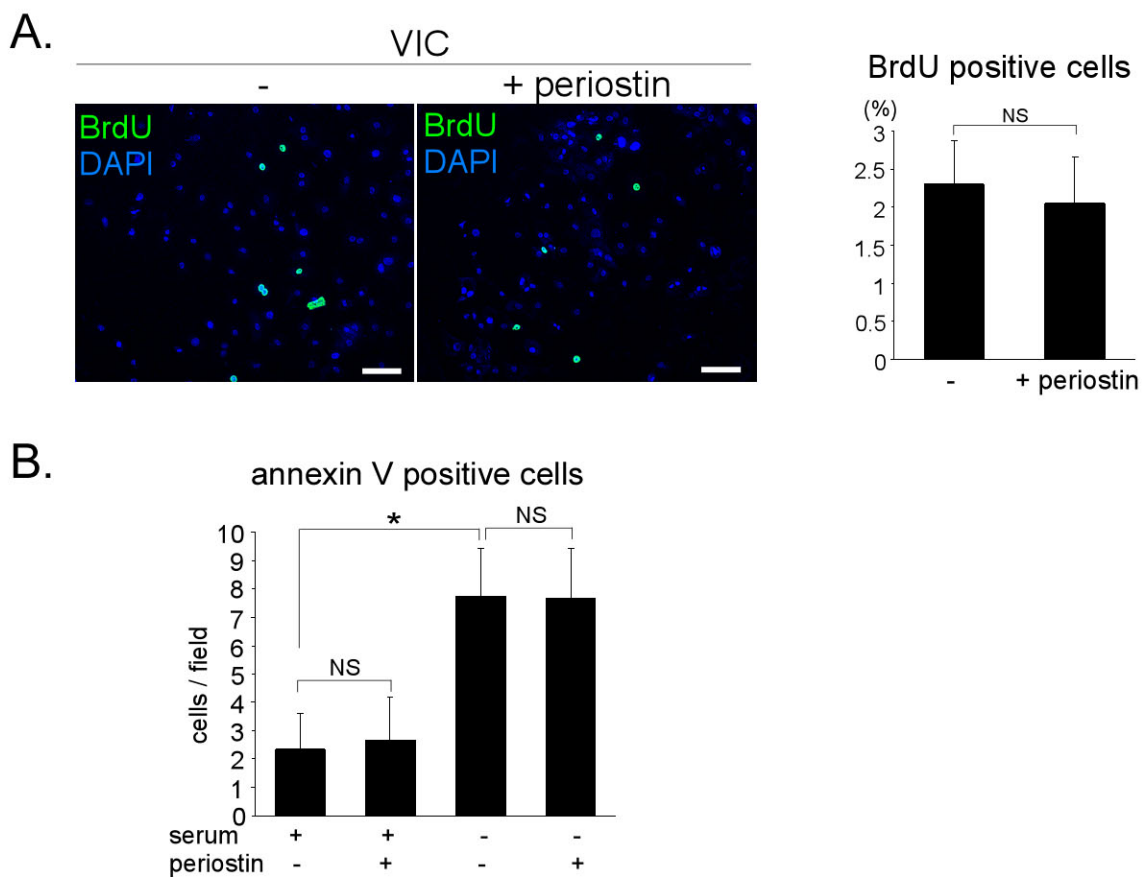 A.
VIC
- + periostin
BrdU
DAPI
BrdU
DAPI
BrdU positive cells
(%)
NS
3
2.5
2
1.5
1
0.5
0
- + periostin
B.
annexin V positive cells
* NS
NS
cells / field
10
9
8
7
6
5
4
3
2
1
0
serum + + - -
periostin - + - +